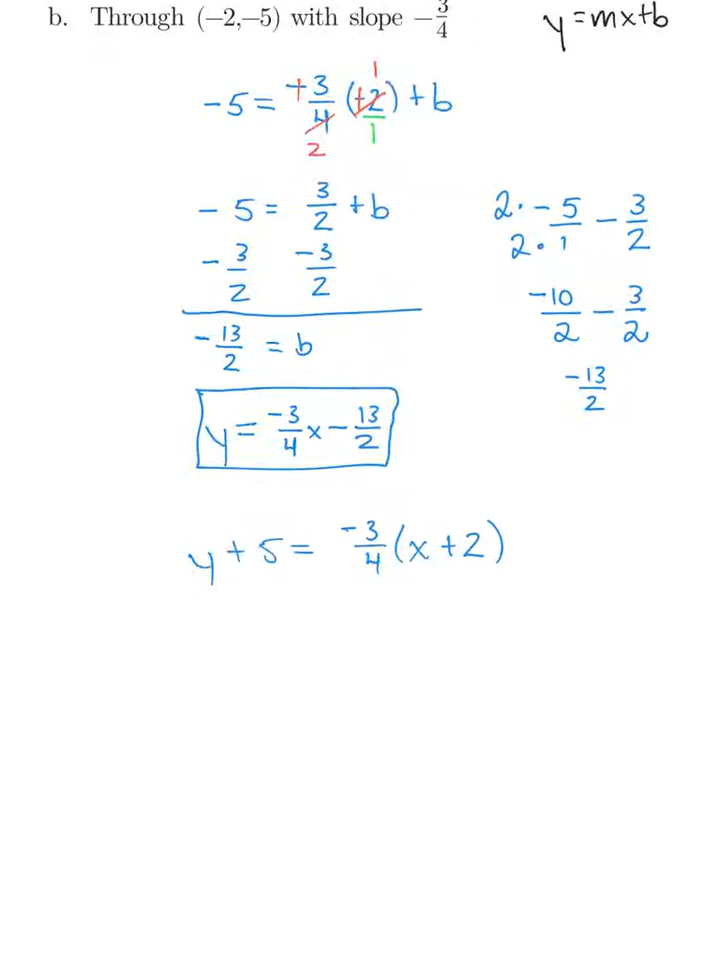 b. Through (−2,−5) with slope −3/4
y=mx+b
-5 = +3/4 (+2/1) + b
1
2
-5 = 3/2 + b
-3/2 -3/2
-13/2 = b
y = -3/4 x - 13/2
2·-5/2·1 - 3/2
-10/2 - 3/2
-13/2
y + 5 = -3/4 (x + 2)